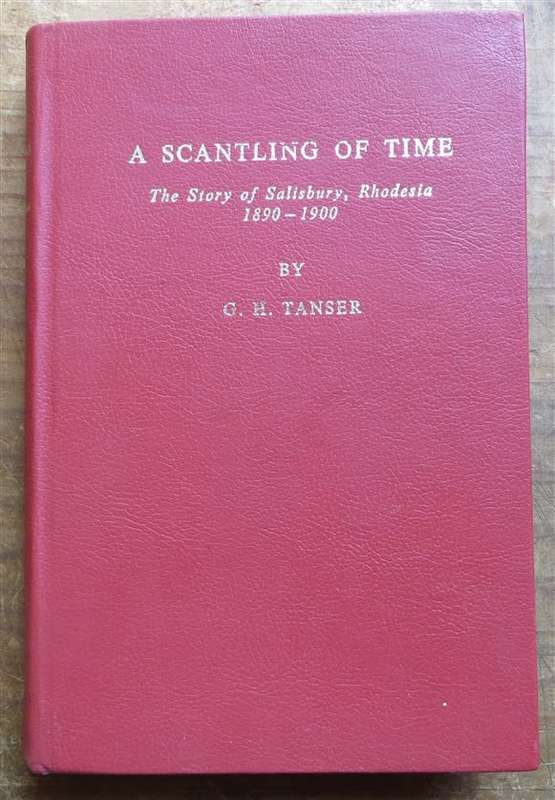 A SCANTLING OF TIME
The Story of Salisbury, Rhodesia
1890 – 1900
BY
G. H. TANSER